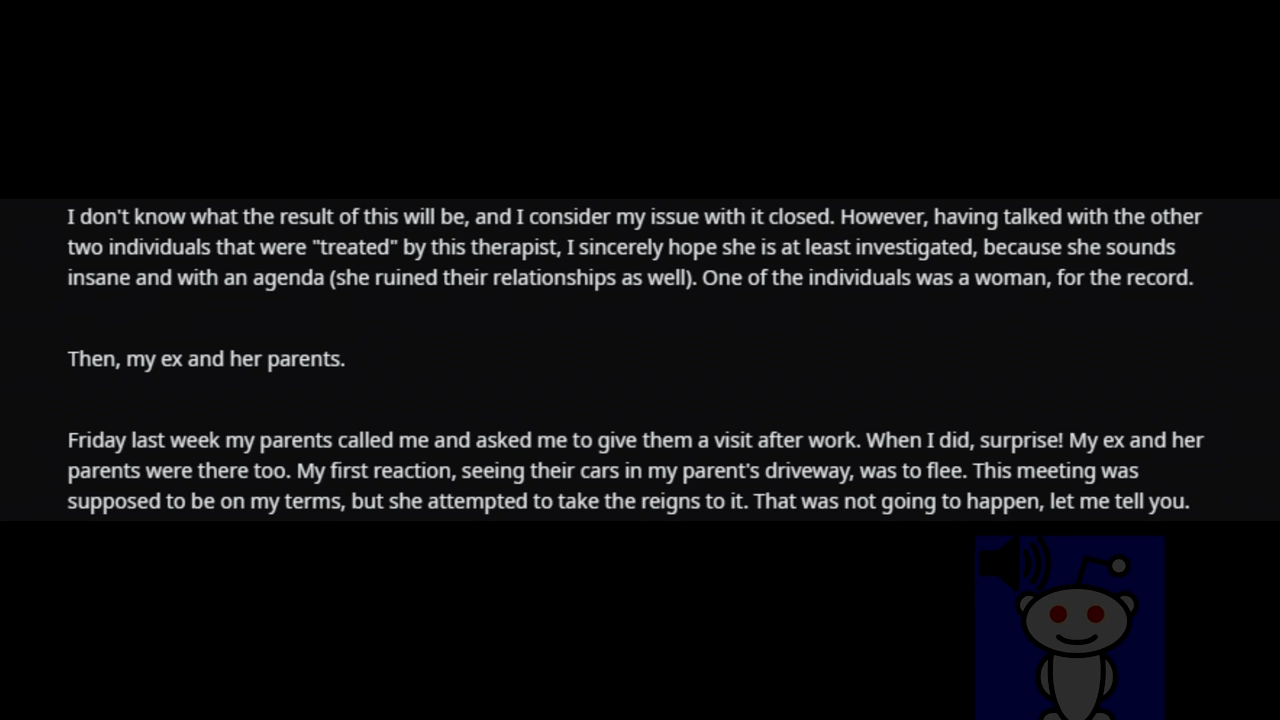 I don't know what the result of this will be, and I consider my issue with it closed. However, having talked with the other
two individuals that were "treated" by this therapist, I sincerely hope she is at least investigated, because she sounds
insane and with an agenda (she ruined their relationships as well). One of the individuals was a woman, for the record.
Then, my ex and her parents.
Friday last week my parents called me and asked me to give them a visit after work. When I did, surprise! My ex and her
parents were there too. My first reaction, seeing their cars in my parent's driveway, was to flee. This meeting was
supposed to be on my terms, but she attempted to take the reigns to it. That was not going to happen, let me tell you.